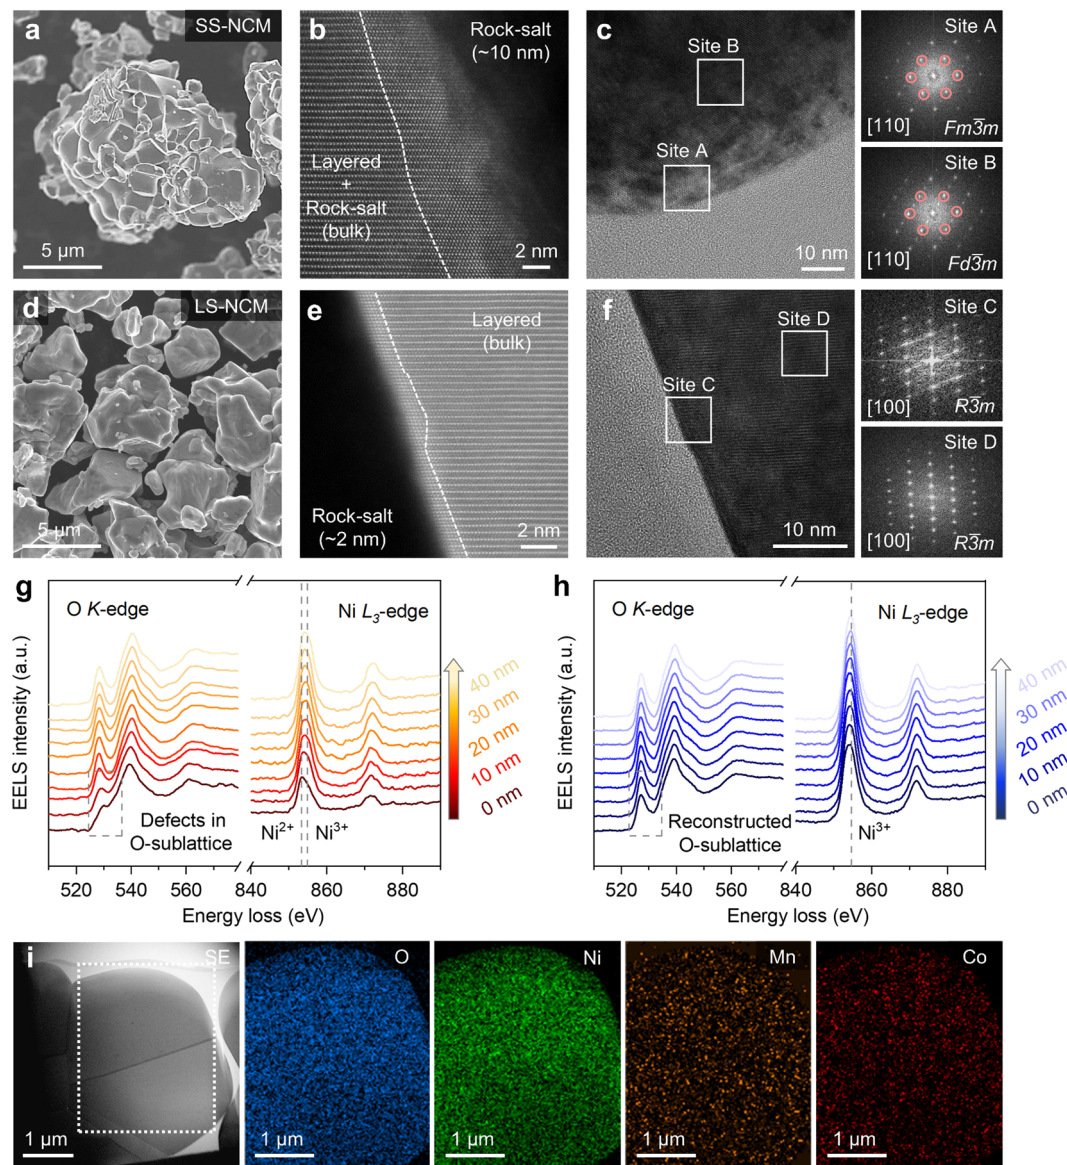 a
SS-NCM
5 μm
b
Rock-salt
(~10 nm)
Layered
+
Rock-salt
(bulk)
2 nm
c
Site B
Site A
10 nm
Site A
[110]
Fm3̅m
Site B
[110]
Fd3̅m
d
LS-NCM
5 μm
e
Layered
(bulk)
Rock-salt
(~2 nm)
2 nm
f
Site D
Site C
10 nm
Site C
[100]
R3̅m
Site D
[100]
R3̅m
g
O K-edge
Ni L₃-edge
EELS intensity (a.u.)
40 nm
30 nm
20 nm
10 nm
0 nm
Defects in
O-sublattice
Ni²⁺
Ni³⁺
520 540 560 840 860 880
Energy loss (eV)
h
O K-edge
Ni L₃-edge
EELS intensity (a.u.)
40 nm
30 nm
20 nm
10 nm
0 nm
Reconstructed
O-sublattice
Ni³⁺
520 540 560 840 860 880
Energy loss (eV)
i
SE
1 μm
O
1 μm
Ni
1 μm
Mn
1 μm
Co
1 μm